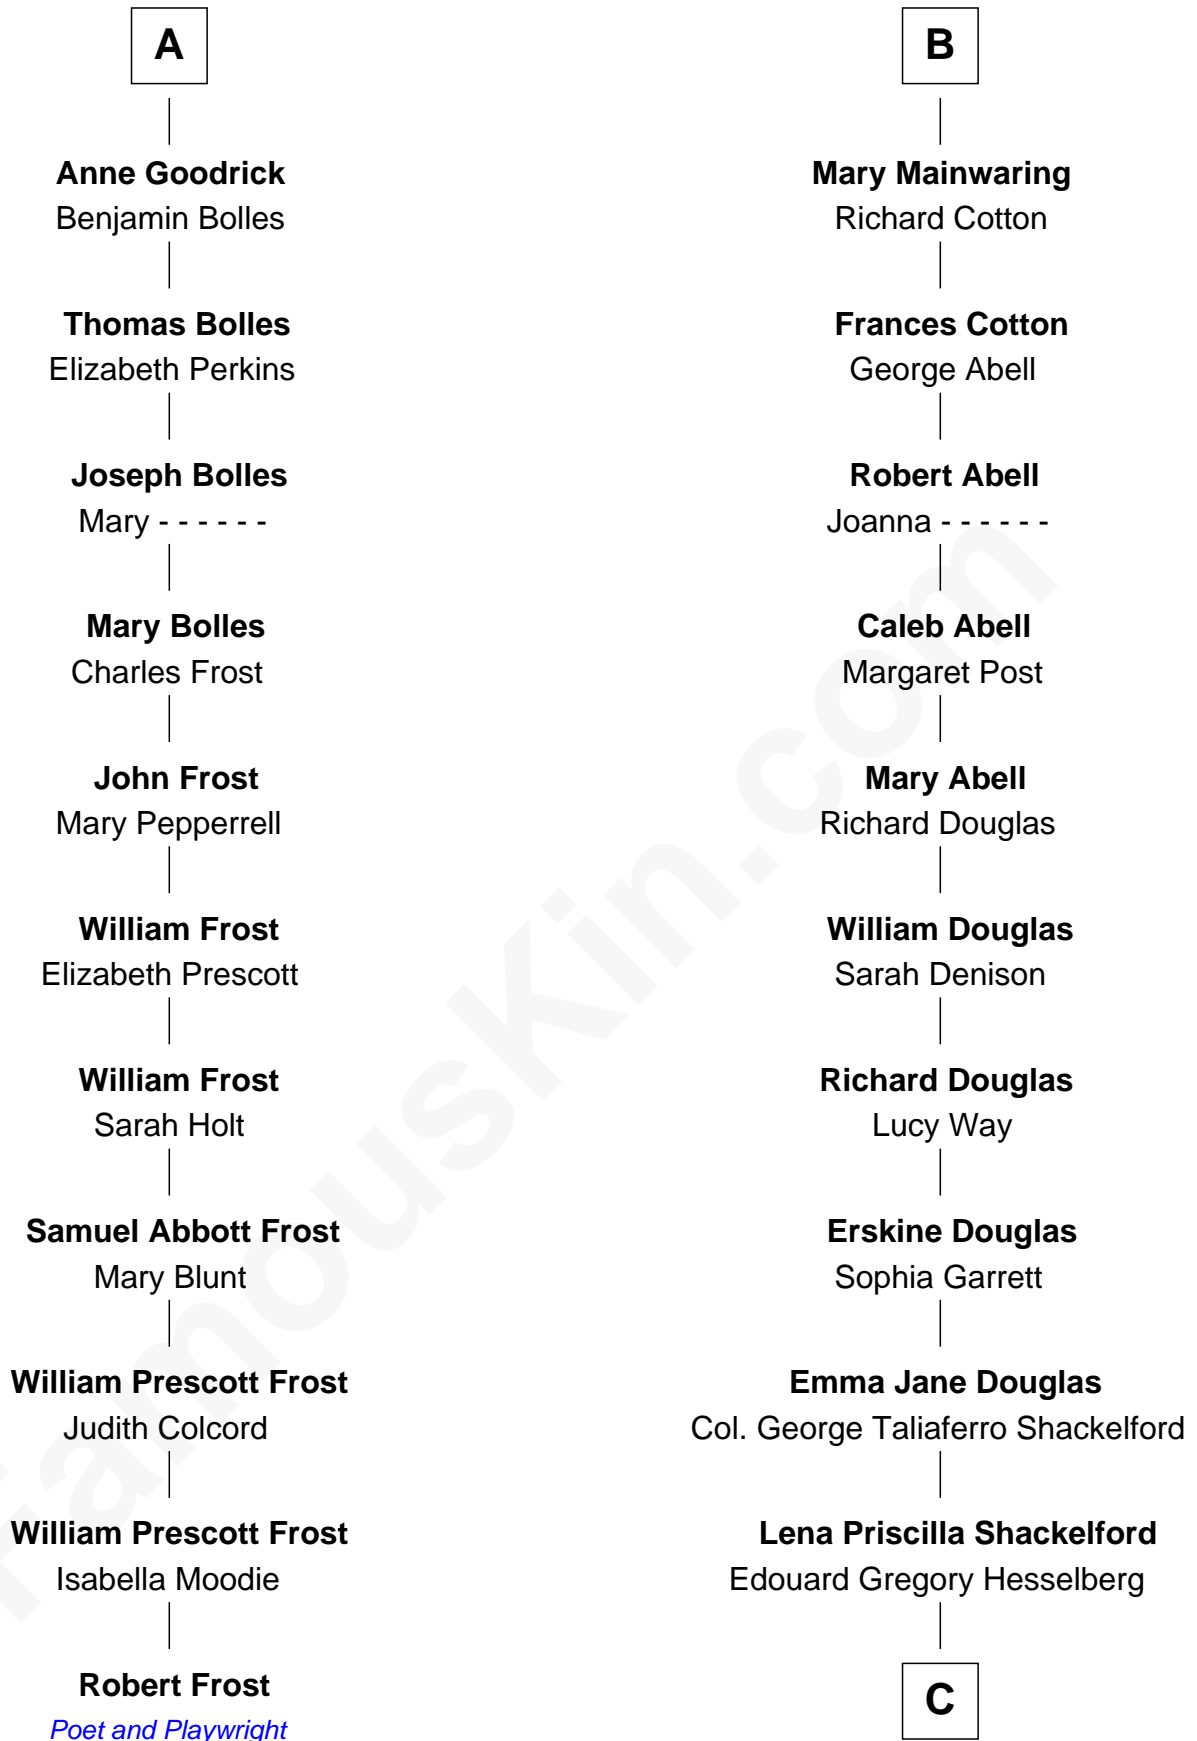 A
Anne Goodrick
Benjamin Bolles
Thomas Bolles
Elizabeth Perkins
Joseph Bolles
Mary - - - - - -
Mary Bolles
Charles Frost
John Frost
Mary Pepperrell
William Frost
Elizabeth Prescott
William Frost
Sarah Holt
Samuel Abbott Frost
Mary Blunt
William Prescott Frost
Judith Colcord
William Prescott Frost
Isabella Moodie
Robert Frost
Poet and Playwright
B
Mary Mainwaring
Richard Cotton
Frances Cotton
George Abell
Robert Abell
Joanna - - - - - -
Caleb Abell
Margaret Post
Mary Abell
Richard Douglas
William Douglas
Sarah Denison
Richard Douglas
Lucy Way
Erskine Douglas
Sophia Garrett
Emma Jane Douglas
Col. George Taliaferro Shackelford
Lena Priscilla Shackelford
Edouard Gregory Hesselberg
C
FamousKin.com